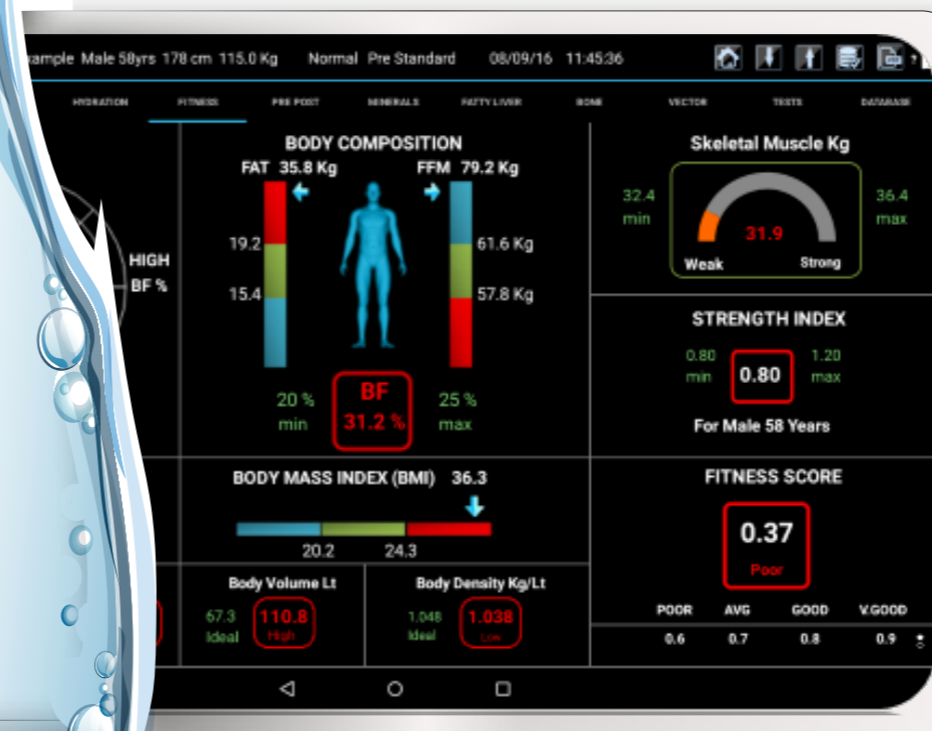 ample Male 58yrs 178 cm 115.0 Kg Normal Pre Standard 08/09/16 11:45:36
HYDRATION FITNESS PRE POST MINERALS FATTY LIVER BONE VECTOR TESTS DATABASE
HIGH
BF %
BODY COMPOSITION
FAT 35.8 Kg FFM 79.2 Kg
19.2 61.6 Kg
15.4 57.8 Kg
20 % min
BF 31.2 %
25 % max
Skeletal Muscle Kg
32.4 min
31.9
36.4 max
Weak Strong
STRENGTH INDEX
0.80 min
0.80
1.20 max
For Male 58 Years
BODY MASS INDEX (BMI) 36.3
20.2 24.3
Body Volume Lt
67.3 Ideal
110.8 High
Body Density Kg/Lt
1.048 Ideal
1.038 Low
FITNESS SCORE
0.37
Poor
POOR AVG GOOD V.GOOD
0.6 0.7 0.8 0.9